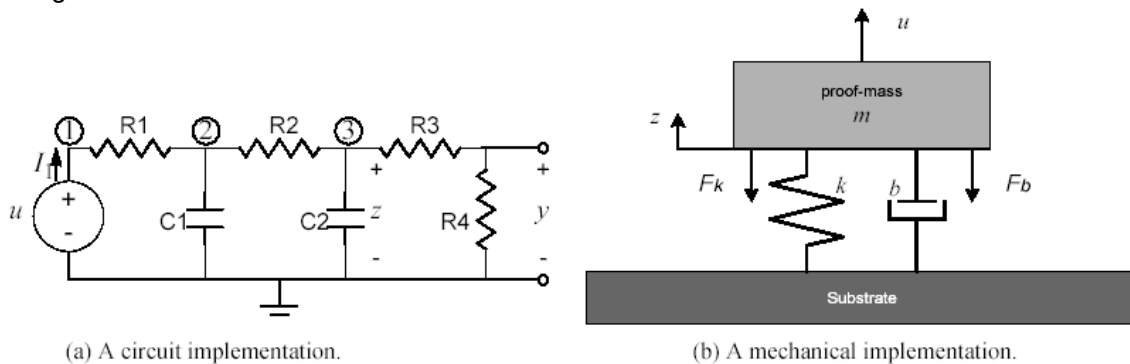 u
proof-mass
m
z
Fk
k
b
Fb
Substrate
1
R1
2
R2
3
R3
I1
+
+
+
u
C1
C2
z
R4
y
-
-
-
(a) A circuit implementation.
(b) A mechanical implementation.